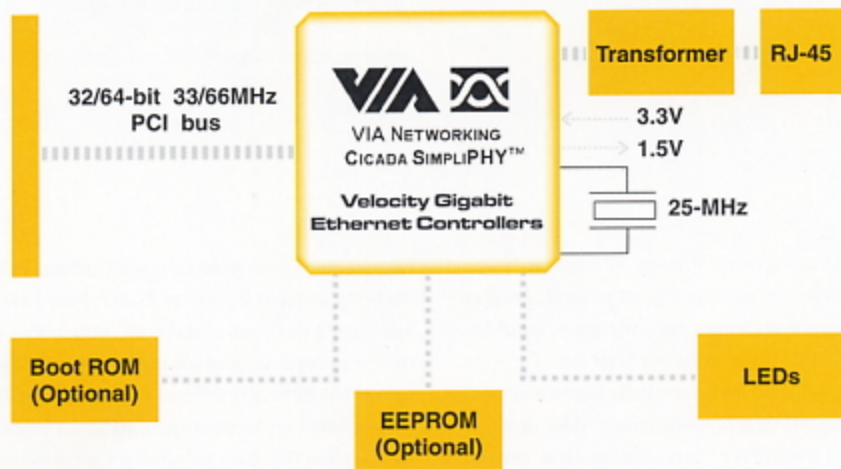 32/64-bit 33/66MHz
PCI bus
VIA
VIA NETWORKING
CICADA SIMPLIPHY™
Velocity Gigabit
Ethernet Controllers
Transformer
RJ-45
3.3V
1.5V
25-MHz
Boot ROM
(Optional)
EEPROM
(Optional)
LEDs